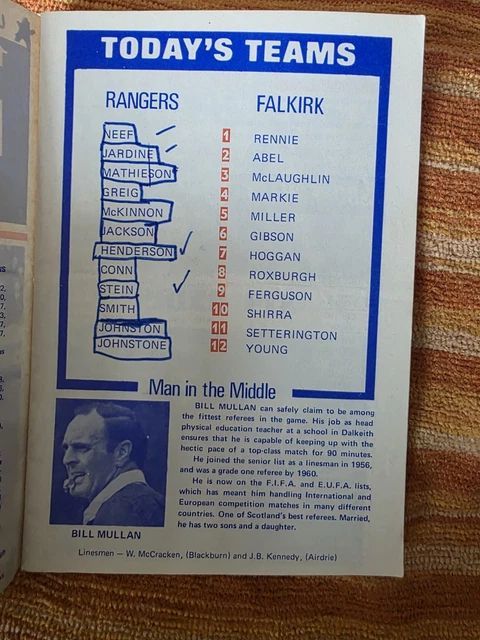 TODAY'S TEAMS
RANGERS FALKIRK
NEEF 1 RENNIE
JARDINE 2 ABEL
MATHIESON 3 McLAUGHLIN
GREIG 4 MARKIE
McKINNON 5 MILLER
JACKSON 6 GIBSON
HENDERSON 7 HOGGAN
CONN 8 ROXBURGH
STEIN 9 FERGUSON
SMITH 10 SHIRRA
JOHNSTON 11 SETTERINGTON
JOHNSTONE 12 YOUNG
Man in the Middle
BILL MULLAN can safely claim to be among
the fittest referees in the game. His job as head
physical education teacher at a school in Dalkeith
ensures that he is capable of keeping up with the
hectic pace of a top-class match for 90 minutes.
He joined the senior list as a linesman in 1956,
and was a grade one referee by 1960.
He is now on the F.I.F.A. and E.U.F.A. lists,
which has meant him handling International and
European competition matches in many different
countries. One of Scotland's best referees. Married,
he has two sons and a daughter.
BILL MULLAN
Linesmen — W. McCracken, (Blackburn) and J.B. Kennedy, (Airdrie)